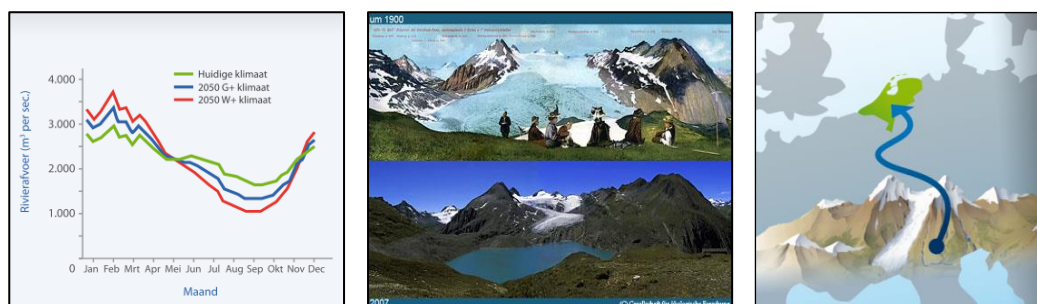 Huidige klimaat
2050 G+ klimaat
2050 W+ klimaat
4.000
3.000
2.000
1.000
0
Rivierafvoer (m³ per sec.)
Jan Feb Mrt Apr Mei Jun Jul Aug Sep Okt Nov Dec
Maand
um 1900
2007
(C) Gesellschaft für ökologische Forschung